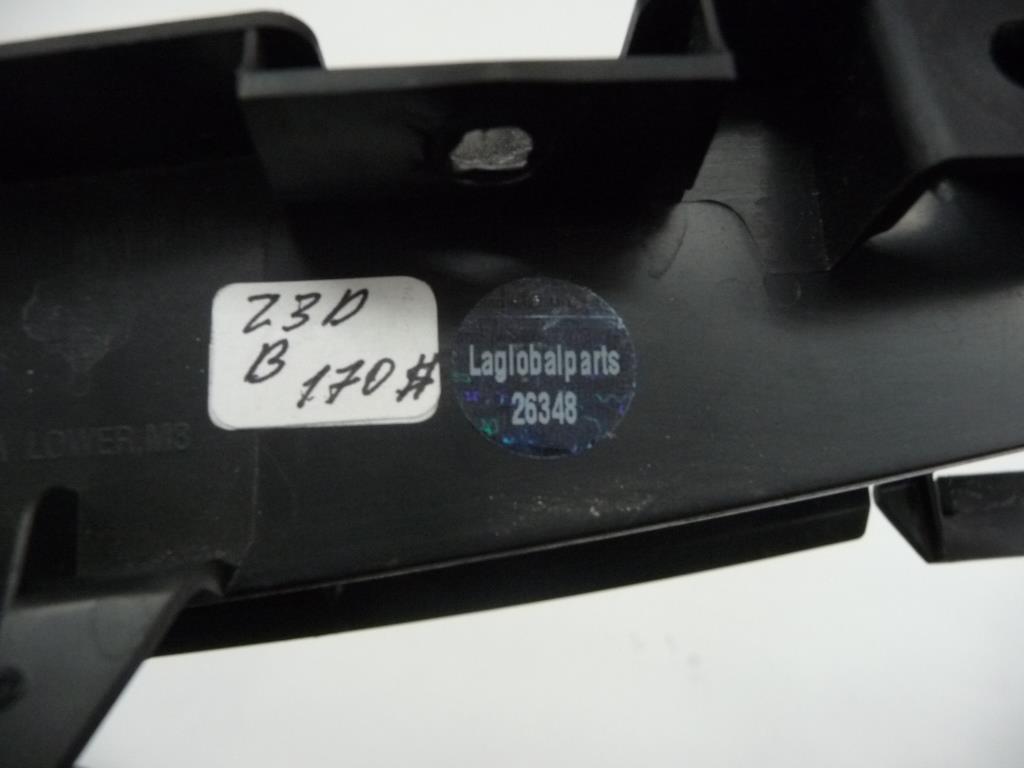 Z3D
B 170#
Laglobalparts
26348
A LOWER.M3